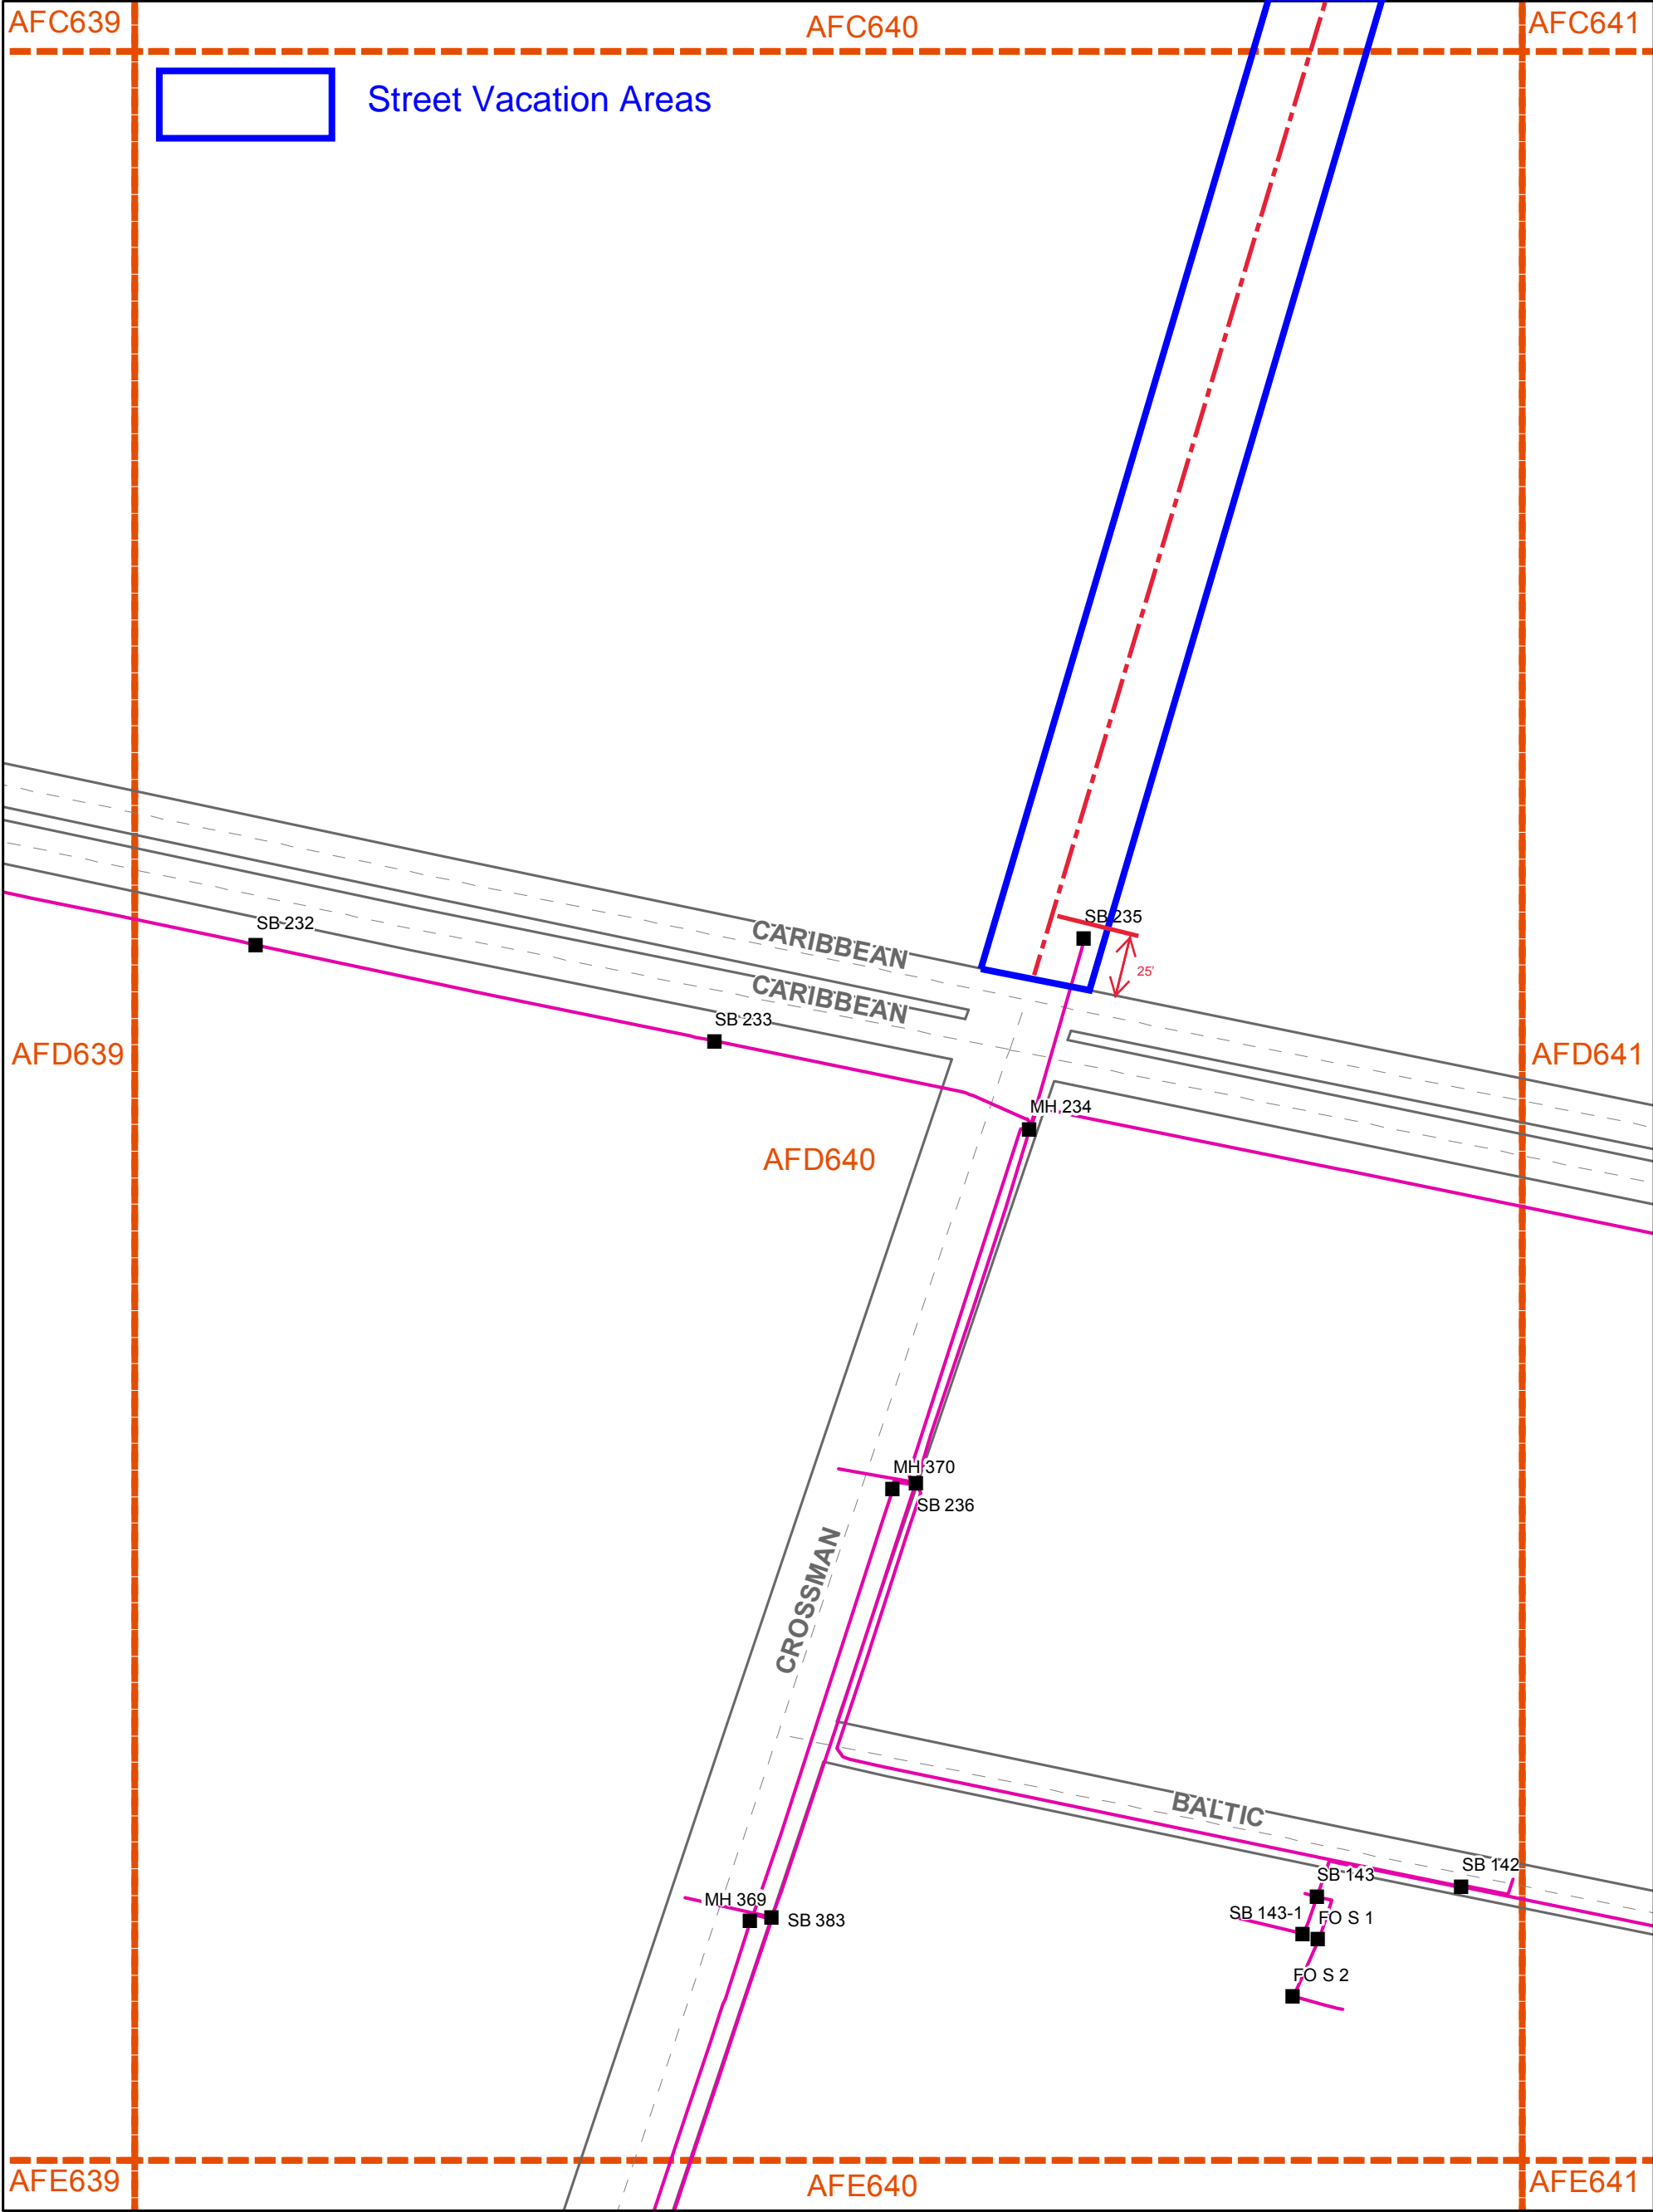 AFC639
AFC640
AFC641
Street Vacation Areas
SB 232
SB 235
CARIBBEAN
25'
CARIBBEAN
SB 233
AFD639
AFD641
MH 234
AFD640
MH 370
SB 236
CROSSMAN
BALTIC
SB 142
SB 143
MH 369
SB 143-1
FO S 1
SB 383
FO S 2
AFE639
AFE640
AFE641